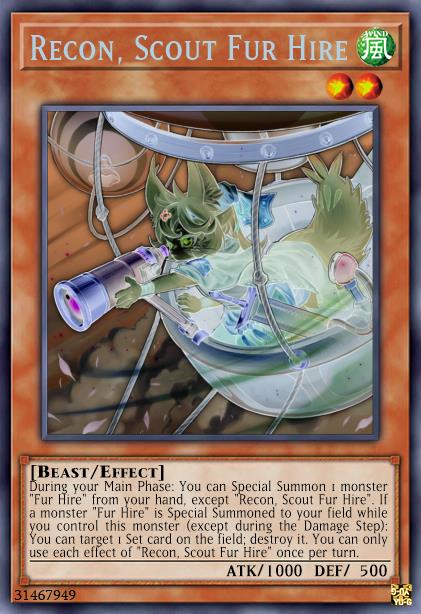 Recon, Scout Fur Hire
WIND
風
[Beast/Effect]
During your Main Phase: You can Special Summon 1 monster
"Fur Hire" from your hand, except "Recon, Scout Fur Hire". If
a monster "Fur Hire" is Special Summoned to your field while
you control this monster (except during the Damage Step):
You can target 1 Set card on the field; destroy it. You can only
use each effect of "Recon, Scout Fur Hire" once per turn.
ATK/1000 DEF/ 500
31467949